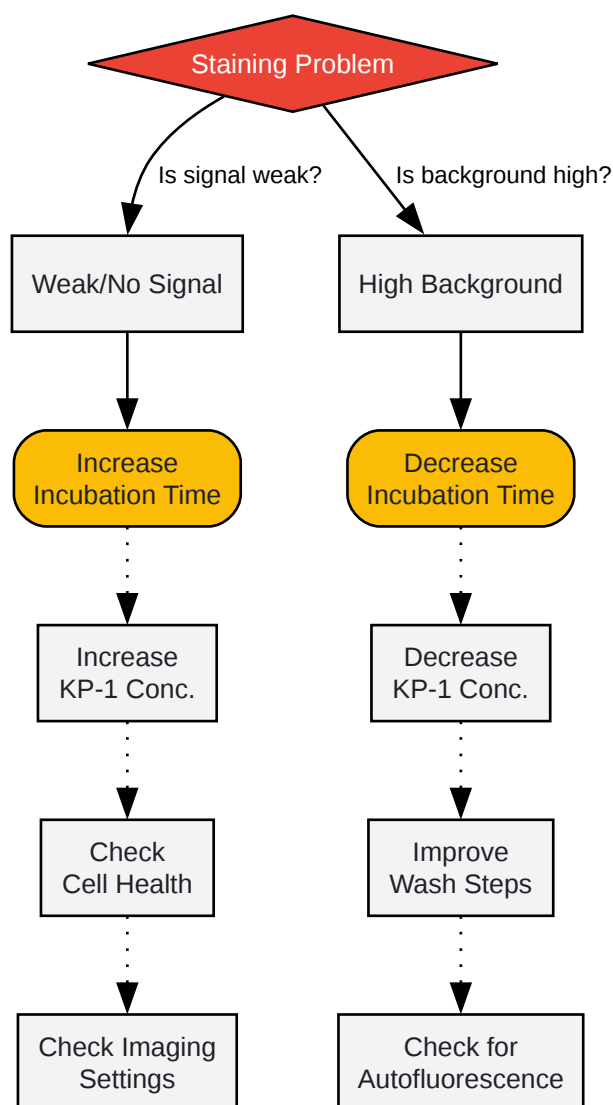 Staining Problem
Is signal weak?
Is background high?
Weak/No Signal
High Background
Increase
Incubation Time
Decrease
Incubation Time
Increase
KP-1 Conc.
Decrease
KP-1 Conc.
Check
Cell Health
Improve
Wash Steps
Check Imaging
Settings
Check for
Autofluorescence